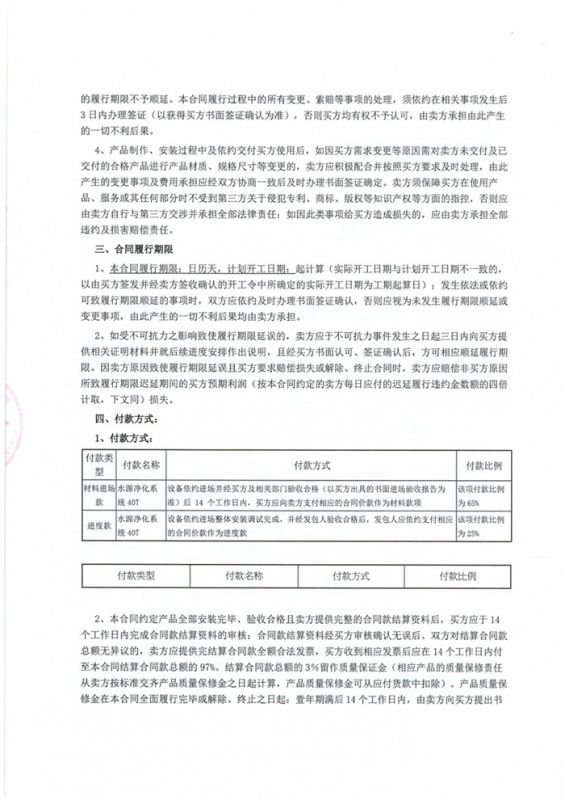 的履行期限不予顺延。本合同履行过程中的所有变更、索赔等事项的处理，须依约在相关事项发生后
3 日内办理签证（以获得买方书面签证确认为准），否则买方均有权不予认可，由卖方承担由此产生
的一切不利后果。
4、产品制作、安装过程中及依约交付买方使用后，如因买方需求变更等原因需对卖方未交付及已
交付的合格产品进行产品材质、规格尺寸等变更的，卖方应积极配合并按照买方要求及时处理，由此
产生的变更事项及费用承担应经双方协商一致后及时办理书面签证确定。卖方须保障买方在使用产
品、服务或其任何部分时不受到第三方关于侵犯专利、商标、版权等知识产权等方面的指控，否则应
由卖方自行与第三方交涉并承担全部法律责任；如因此类事项给买方造成损失的，应由卖方承担全部
违约及损害赔偿责任。
三、合同履行期限
1、本合同履行期限：日历天，计划开工日期：起计算（实际开工日期与计划开工日期不一致的，
以由买方签发并经卖方签收确认的开工令中所确定的实际开工日期为工期起算日）；发生依法或依约
可致履行期限顺延的事项时，双方应依约及时办理书面签证确认，否则应视为未发生履行期限顺延或
变更事项，由此产生的一切不利后果均由卖方承担。
2、如受不可抗力之影响致使履行期限延误的，卖方应于不可抗力事件发生之日起三日内向买方提
供相关证明材料并就后续进度安排作出说明，且经买方书面认可、签证确认后，方可相应顺延履行期
限。因卖方原因致使履行期限延误且买方要求赔偿损失或解除、终止合同时，卖方应赔偿非买方原因
所致履行期限迟延期间的买方预期利润（按本合同约定的卖方每日应付的迟延履行违约金数额的四倍
计取，下文同）损失。
四、付款方式：
1、付款方式：
付款类型 付款名称 付款方式 付款比例
材料进场款 水源净化系统 40T 设备依约进场并经买方及相关部门验收合格（以买方出具的书面进场验收报告为准）后 14 个工作日内，买方应向卖方支付相应的合同价款作为材料款项 该项付款比例为 65%
进度款 水源净化系统 40T 设备依约进场整体安装调试完成，并经发包人验收合格后，发包人应依约支付相应的合同价款作为进度款 该项付款比例为 25%
付款类型 付款名称 付款方式 付款比例
2、本合同约定产品全部安装完毕、验收合格且卖方提供完整的合同款结算资料后，买方应于 14
个工作日内完成合同款结算资料的审核；合同款结算资料经买方审核确认无误后、双方对结算合同款
总额无异议的，卖方应提供完结算合同款全额合法发票，买方收到相应发票后应在 14 个工作日内付
至本合同结算合同款总额的 97%。结算合同款总额的 3%留作质量保证金（相应产品的质量保修责任
从卖方按标准交齐产品质量保修金之日起计算，产品质量保修金可从应付货款中扣除）。产品质量保
修金在本合同全面履行完毕或解除、终止之日起：壹年期满后 14 个工作日内，由卖方向买方提出书